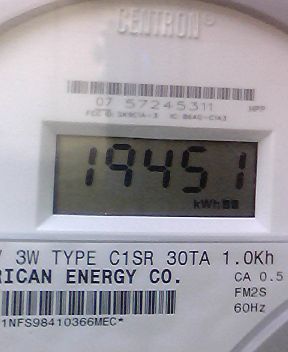 CENTRON®
07 57245311
19451
kWh
V 3W TYPE C1SR 30TA 1.0Kh
RICAN ENERGY CO.
CA 0.5
FM2S
60Hz
1NFS98410366MEC*